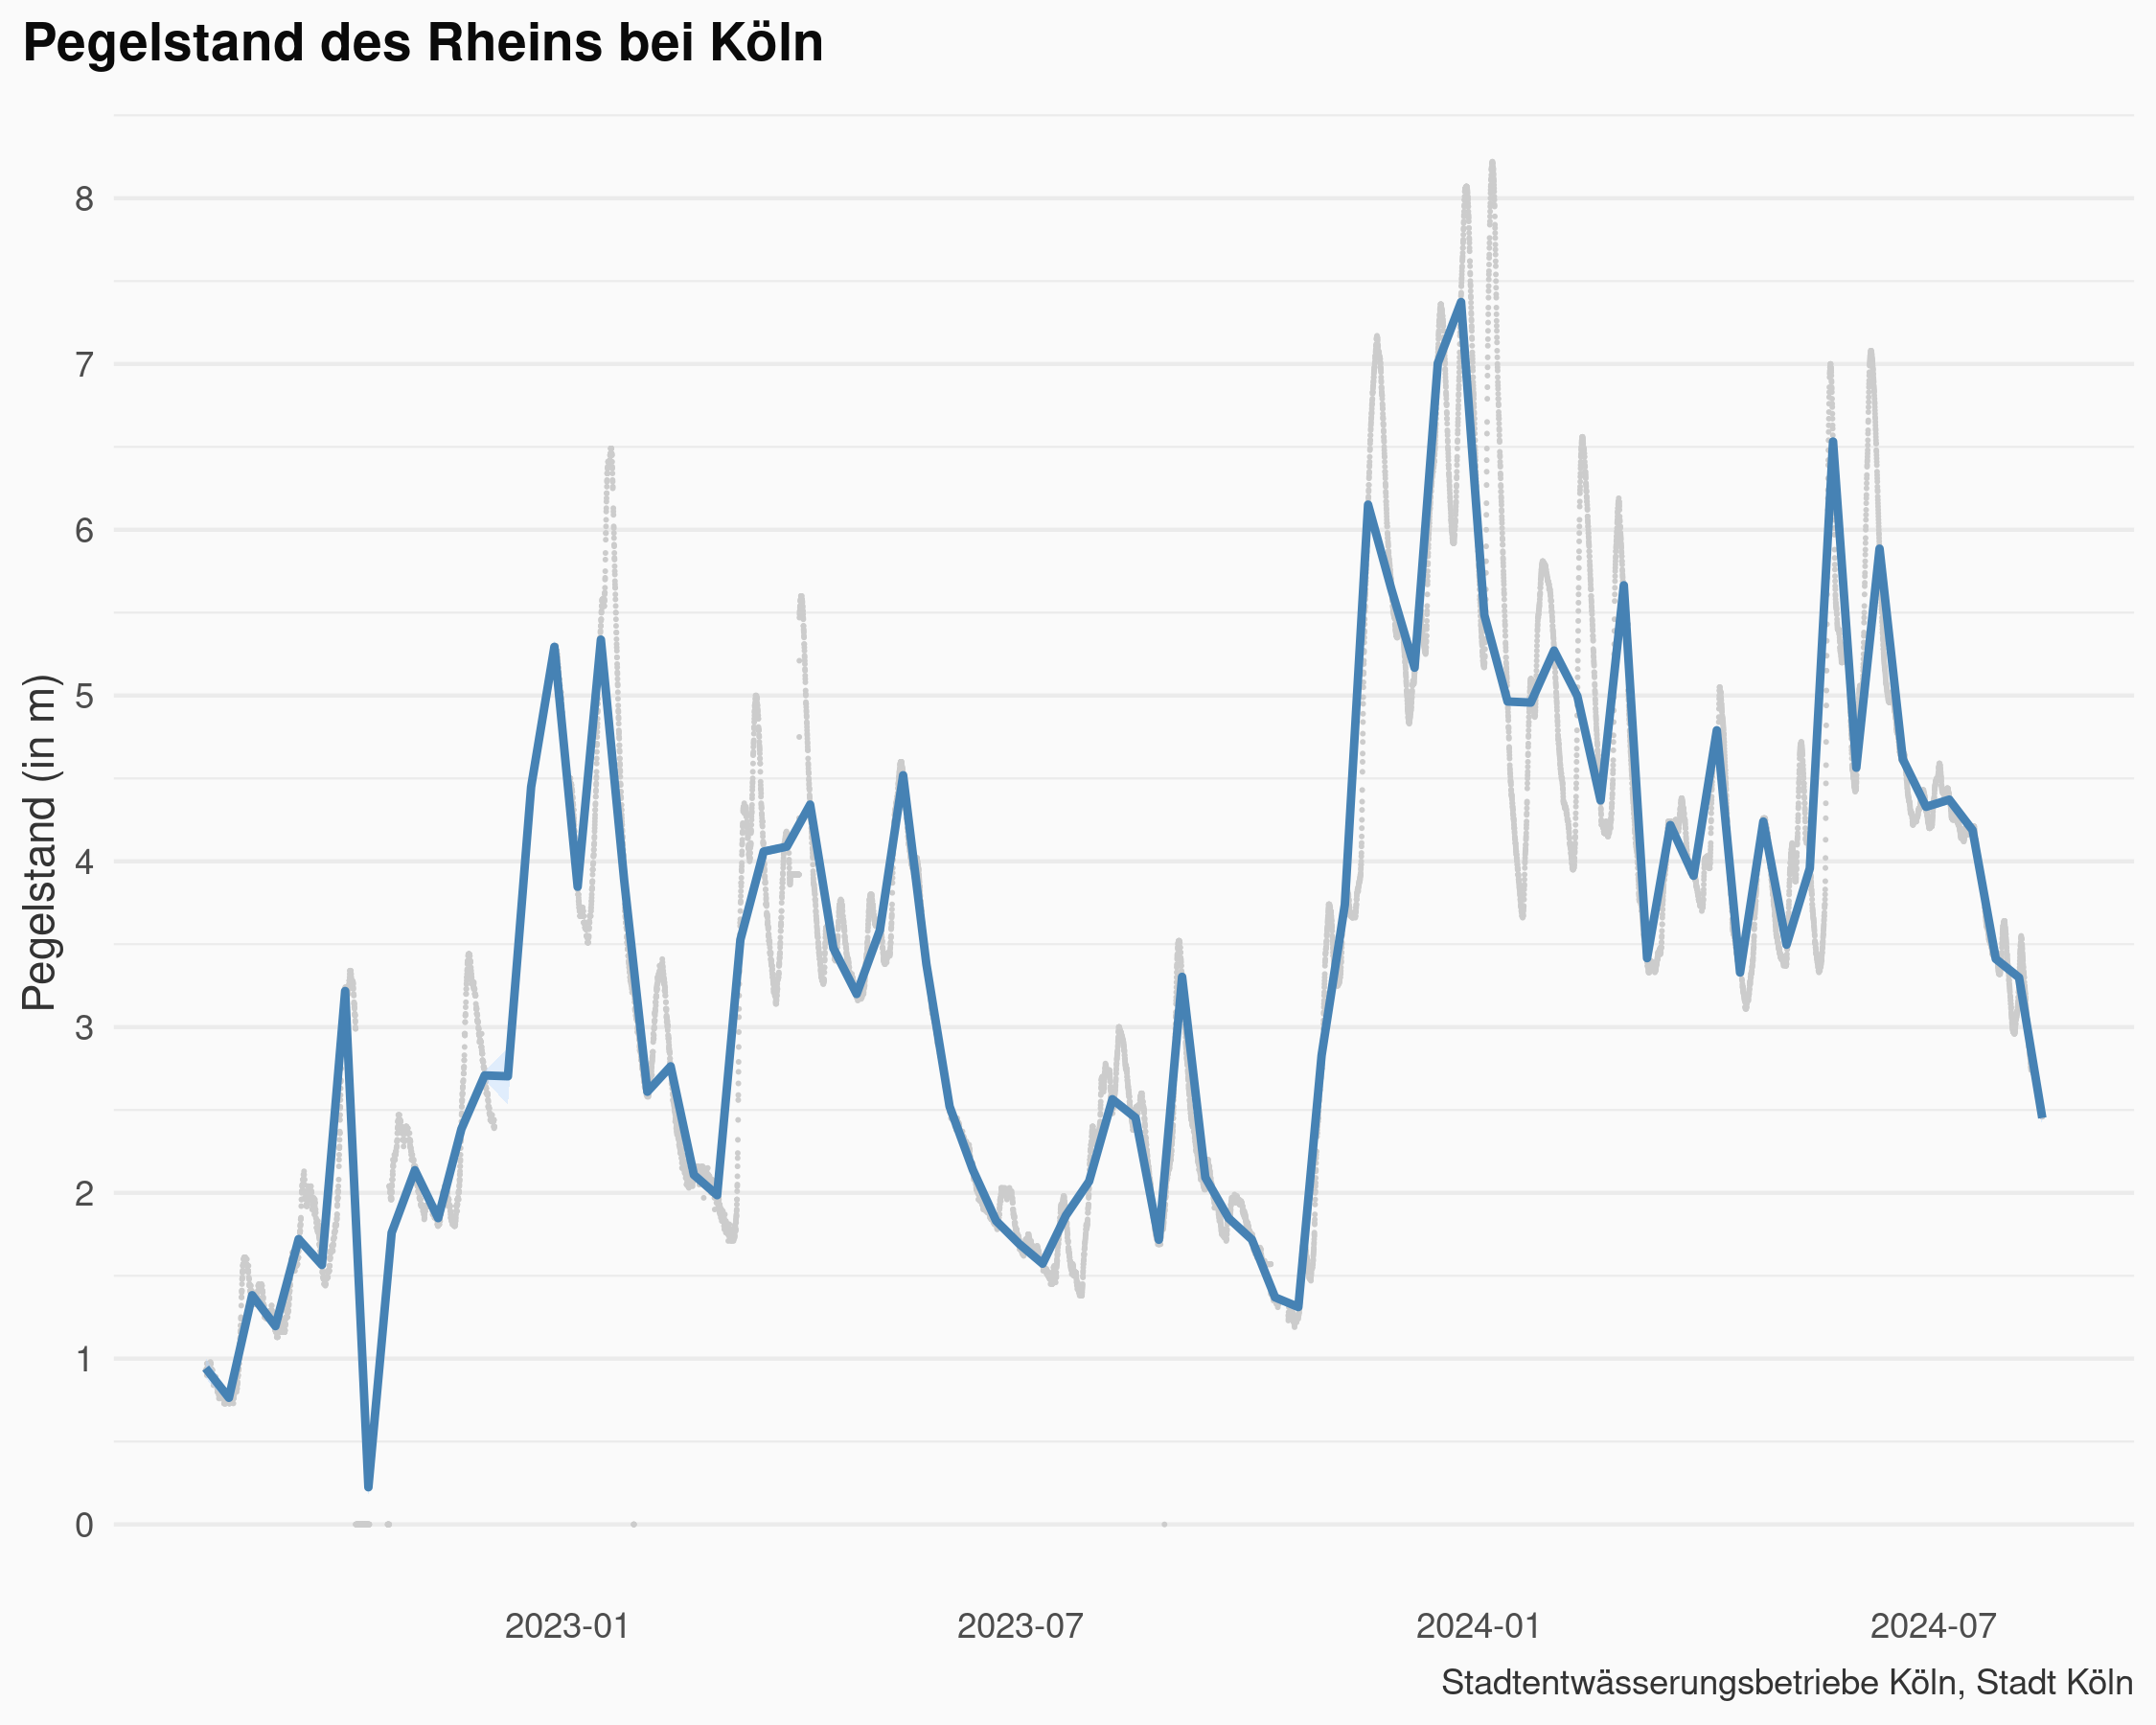 Pegelstand des Rheins bei Köln
8
7
6
5
4
3
2
1
0
Pegelstand (in m)
2023-01 2023-07 2024-01 2024-07
Stadtentwässerungsbetriebe Köln, Stadt Köln